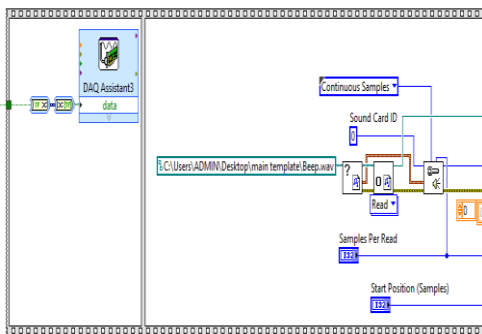 DAQ Assistant3
data
Continuous Samples
Sound Card ID
0
C:\Users\ADMIN\Desktop\main template\Beep.wav
Read
0
Samples Per Read
I32
Start Position (Samples)
I32